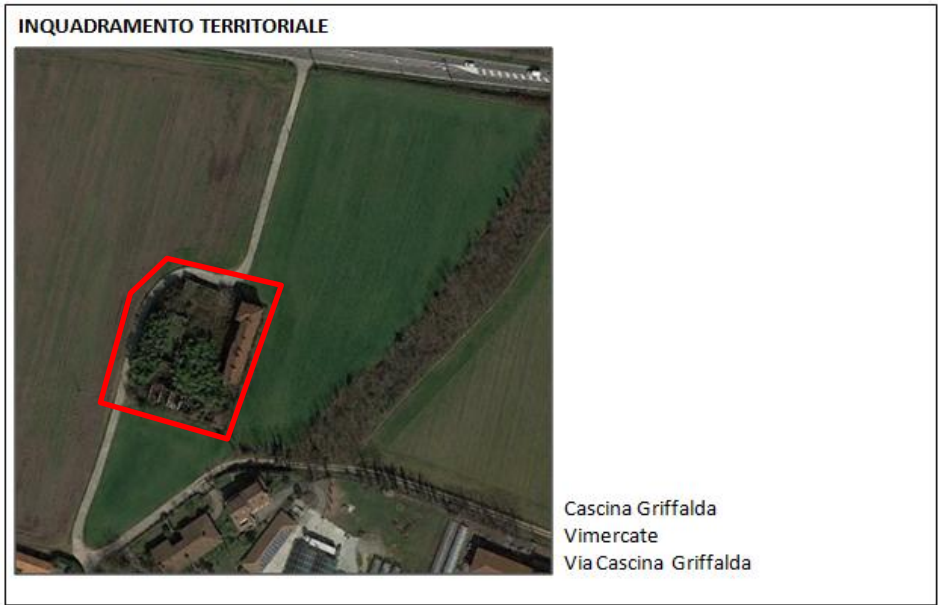 INQUADRAMENTO TERRITORIALE
Cascina Griffalda
Vimercate
Via Cascina Griffalda